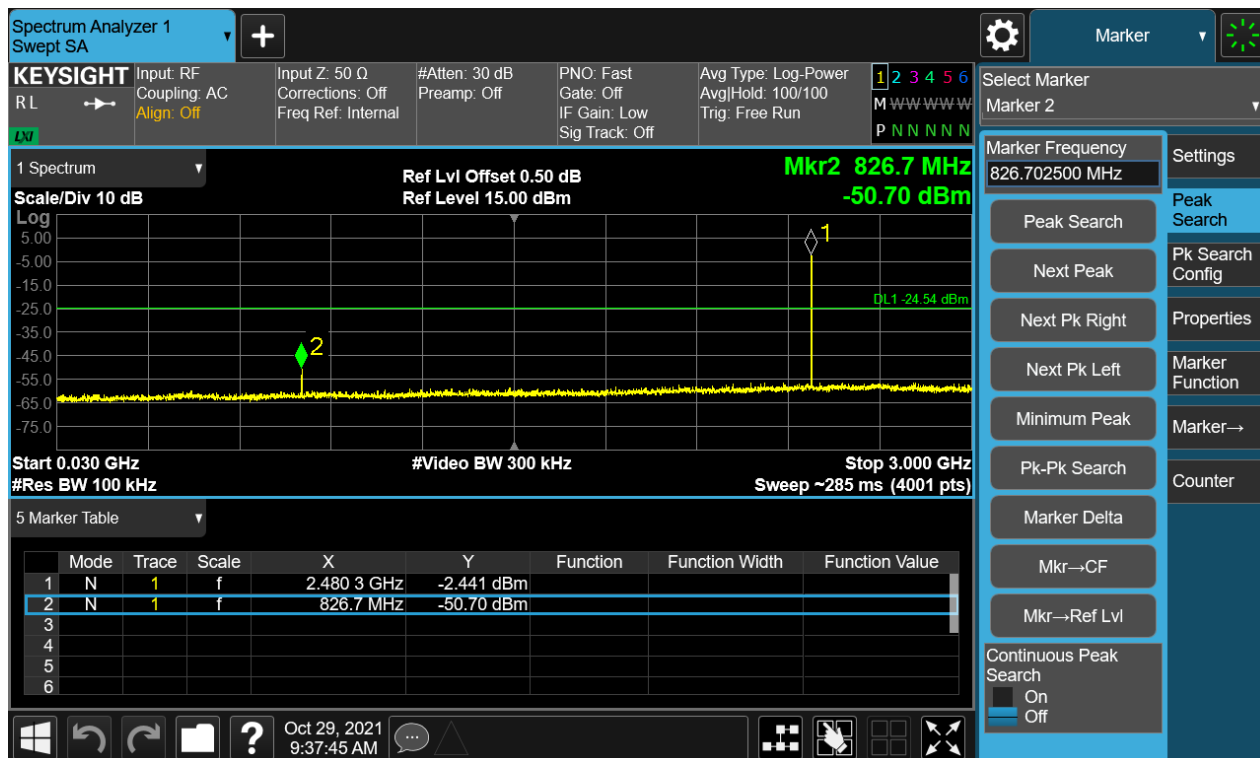 Spectrum Analyzer 1
Swept SA
+
Marker
KEYSIGHT
R L
LXI
Input: RF
Coupling: AC
Align: Off
Input Z: 50 Ω
Corrections: Off
Freq Ref: Internal
#Atten: 30 dB
Preamp: Off
PNO: Fast
Gate: Off
IF Gain: Low
Sig Track: Off
Avg Type: Log-Power
Avg|Hold: 100/100
Trig: Free Run
1 2 3 4 5 6
M W W W W W
P N N N N N
Select Marker
Marker 2
1 Spectrum
Scale/Div 10 dB
Ref Lvl Offset 0.50 dB
Ref Level 15.00 dBm
Mkr2 826.7 MHz
-50.70 dBm
Log
5.00
-5.00
-15.0
-25.0
-35.0
-45.0
-55.0
-65.0
-75.0
1
DL1 -24.54 dBm
2
Start 0.030 GHz
#Video BW 300 kHz
Stop 3.000 GHz
#Res BW 100 kHz
Sweep ~285 ms (4001 pts)
5 Marker Table
Mode Trace Scale X Y Function Function Width Function Value
1 N 1 f 2.480 3 GHz -2.441 dBm
2 N 1 f 826.7 MHz -50.70 dBm
3
4
5
6
Marker Frequency
826.702500 MHz
Peak Search
Next Peak
Next Pk Right
Next Pk Left
Minimum Peak
Pk-Pk Search
Marker Delta
Mkr→CF
Mkr→Ref Lvl
Continuous Peak
Search
On
Off
Settings
Peak
Search
Pk Search
Config
Properties
Marker
Function
Marker→
Counter
?
Oct 29, 2021
9:37:45 AM